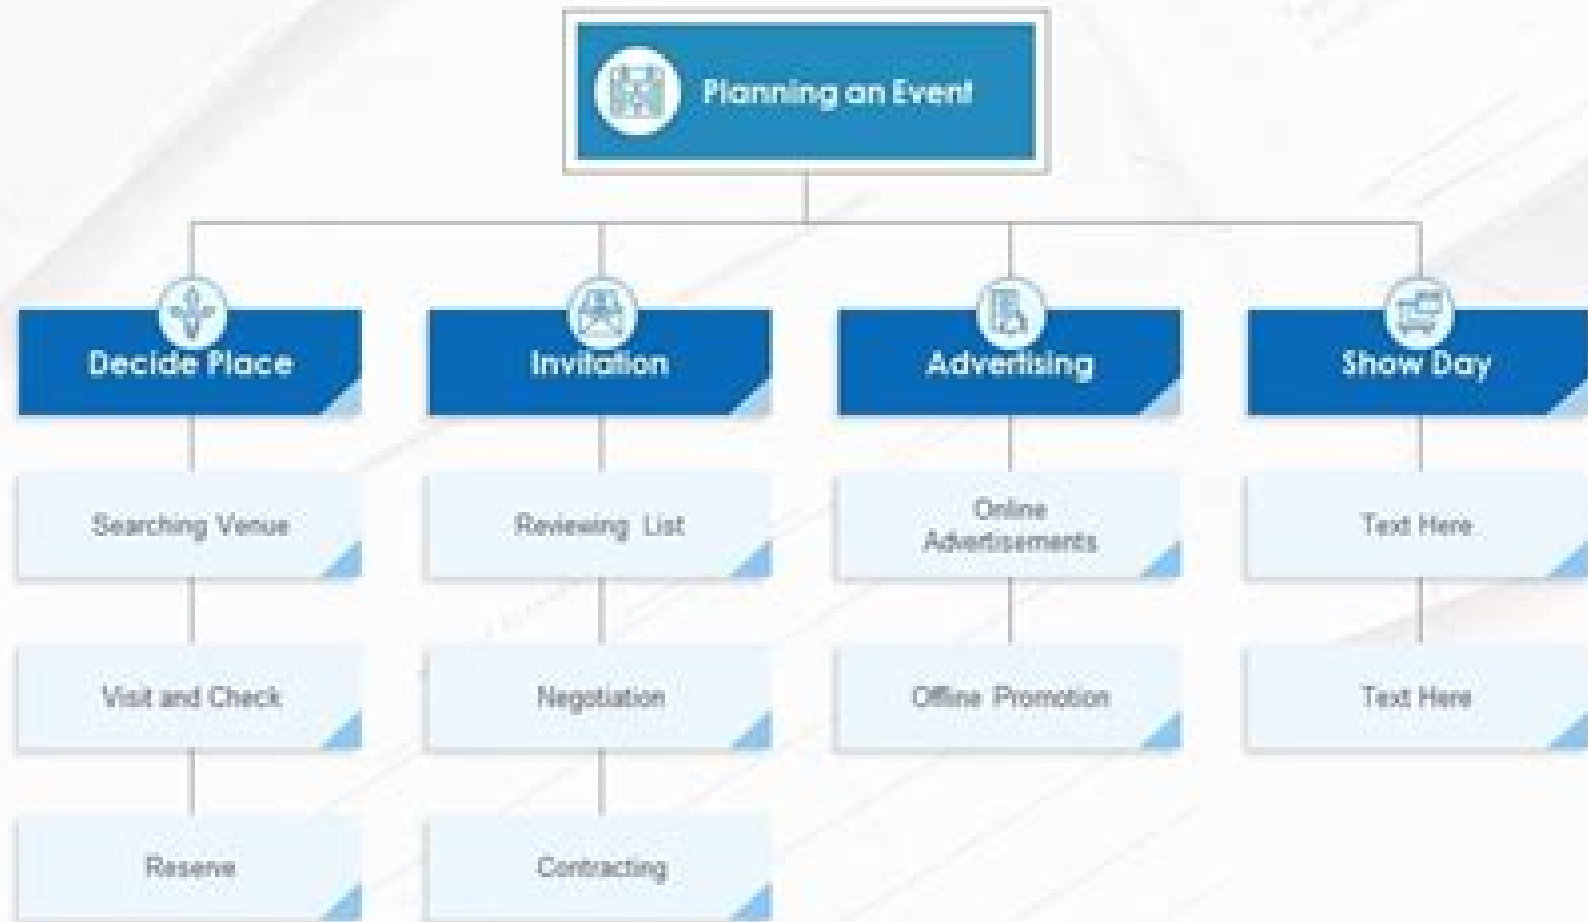 Planning an Event
Decide Place
Invitation
Advertising
Show Day
Searching Venue
Reviewing List
Online
Advertisements
Text Here
Visit and Check
Negotiation
Offline Promotion
Text Here
Reserve
Contracting